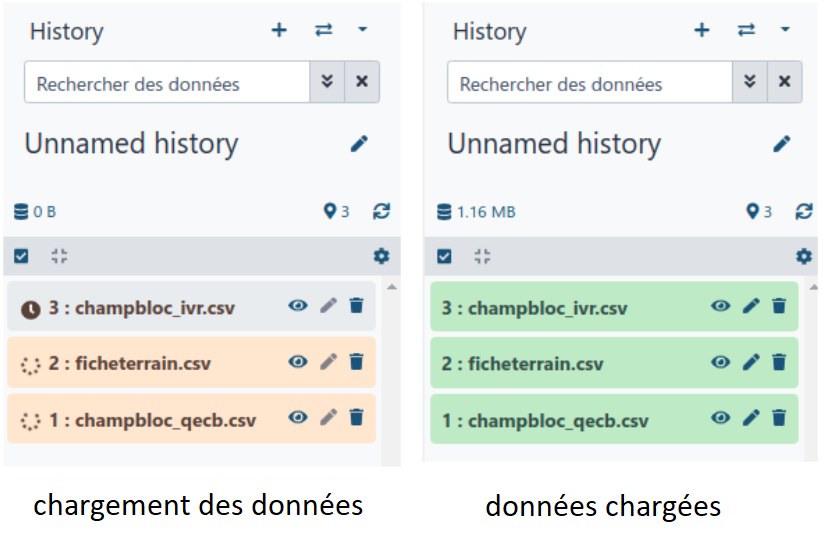 History
Rechercher des données
Unnamed history
0 B 3
3 : champbloc_ivr.csv
2 : ficheterrain.csv
1 : champbloc_qecb.csv
chargement des données
History
Rechercher des données
Unnamed history
1.16 MB 3
3 : champbloc_ivr.csv
2 : ficheterrain.csv
1 : champbloc_qecb.csv
données chargées